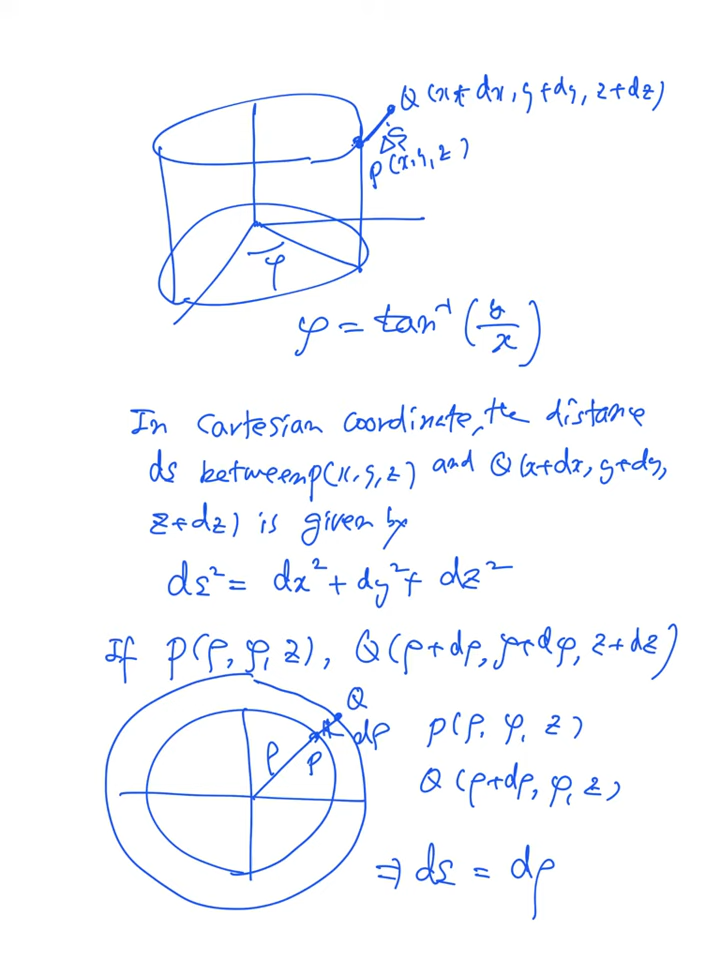 Q (x+ dx, y+dy, z+dz)
ds
P(x,y,z)
φ
φ = tan⁻¹ (y/x)
In Cartesian coordinate, the distance
ds between p(x,y,z) and Q(x+dx, y+dy,
z+dz) is given by
ds² = dx² + dy² + dz²
If P(ρ, φ, z), Q(ρ+dρ, φ+dφ, z+dz)
Q
dρ
ρ
P
P(ρ, φ, z)
Q (ρ+dρ, φ, z)
⇒ ds = dρ